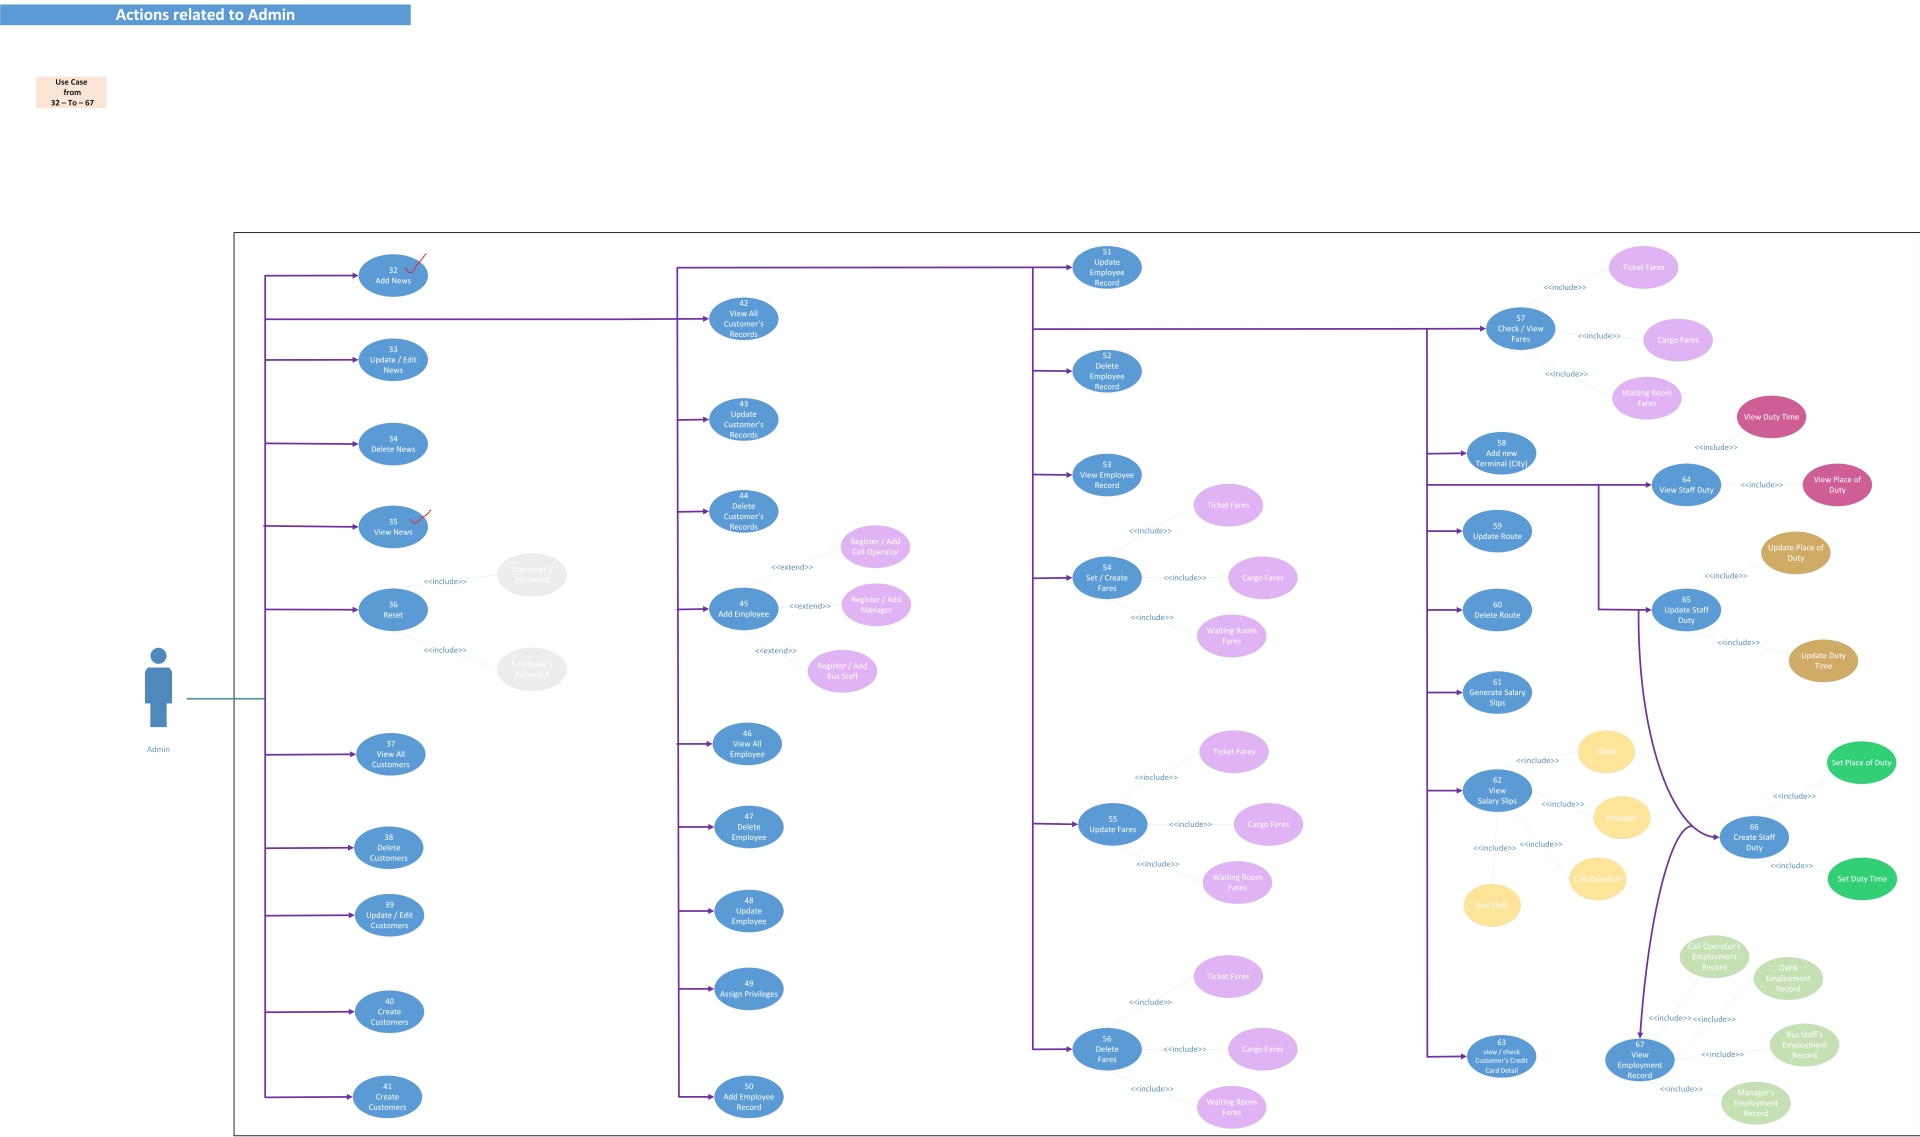 Actions related to Admin
Use Case
from
32 – To – 67
Admin
32
Add News
33
Update / Edit
News
34
Delete News
35
View News
36
Reset
<<include>>
Customer's
Password
<<include>>
Employee's
Password
37
View All
Customers
38
Delete
Customers
39
Update / Edit
Customers
40
Create
Customers
41
Create
Customers
42
View All
Customer's
Records
43
Update
Customer's
Records
44
Delete
Customer's
Records
45
Add Employee
<<extend>>
Register / Add
Call Operator
<<extend>>
Register / Add
Manager
<<extend>>
Register / Add
Bus Staff
46
View All
Employee
47
Delete
Employee
48
Update
Employee
49
Assign Privileges
50
Add Employee
Record
51
Update
Employee
Record
52
Delete
Employee
Record
53
View Employee
Record
54
Set / Create
Fares
<<include>>
Ticket Fares
<<include>>
Cargo Fares
<<include>>
Waiting Room
Fares
55
Update Fares
<<include>>
Ticket Fares
<<include>>
Cargo Fares
<<include>>
Waiting Room
Fares
56
Delete
Fares
<<include>>
Ticket Fares
<<include>>
Cargo Fares
<<include>>
Waiting Room
Fares
57
Check / View
Fares
<<include>>
Ticket Fares
<<include>>
Cargo Fares
<<include>>
Waiting Room
Fares
58
Add new
Terminal (City)
59
Update Route
60
Delete Route
61
Generate Salary
Slips
62
View
Salary Slips
<<include>>
OWN
<<include>>
Manager
<<include>>
Call Operator
<<include>>
Bus Staff
63
view / check
Customer's Credit
Card Detail
64
View Staff Duty
<<include>>
View Duty Time
<<include>>
View Place of
Duty
65
Update Staff
Duty
<<include>>
Update Place of
Duty
<<include>>
Update Duty
Time
66
Create Staff
Duty
<<include>>
Set Place of Duty
<<include>>
Set Duty Time
67
View
Employment
Record
<<include>>
Call Operator's
Employment
Record
<<include>>
OWN
Employment
Record
<<include>>
Bus Staff's
Employment
Record
<<include>>
Manager's
Employment
Record